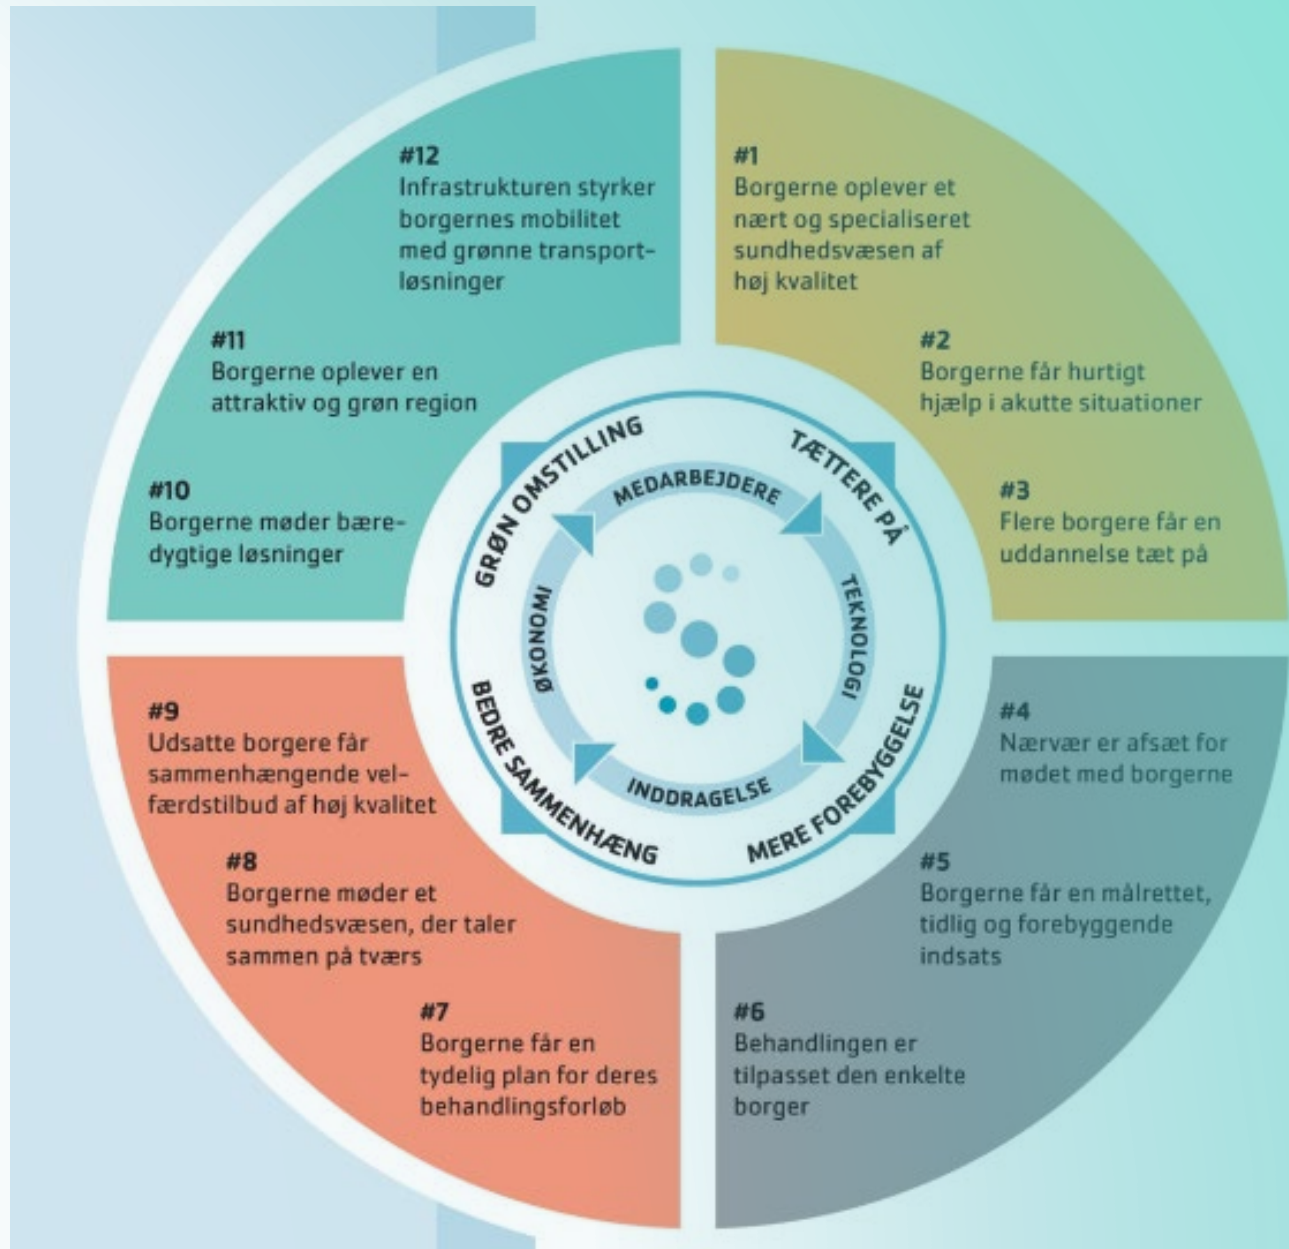 #1
Borgerne oplever et
nært og specialiseret
sundhedsvæsen af
høj kvalitet
#2
Borgerne får hurtigt
hjælp i akutte situationer
#3
Flere borgere får en
uddannelse tæt på
#4
Nærvær er afsæt for
mødet med borgerne
#5
Borgerne får en målrettet,
tidlig og forebyggende
indsats
#6
Behandlingen er
tilpasset den enkelte
borger
#7
Borgerne får en
tydelig plan for deres
behandlingsforløb
#8
Borgerne møder et
sundhedsvæsen, der taler
sammen på tværs
#9
Udsatte borgere får
sammenhængende vel-
færdstilbud af høj kvalitet
#10
Borgerne møder bære-
dygtige løsninger
#11
Borgerne oplever en
attraktiv og grøn region
#12
Infrastrukturen styrker
borgernes mobilitet
med grønne transport-
løsninger
TÆTTERE PÅ
MERE FOREBYGGELSE
BEDRE SAMMENHÆNG
GRØN OMSTILLING
MEDARBEJDERE
TEKNOLOGI
INDDRAGELSE
ØKONOMI